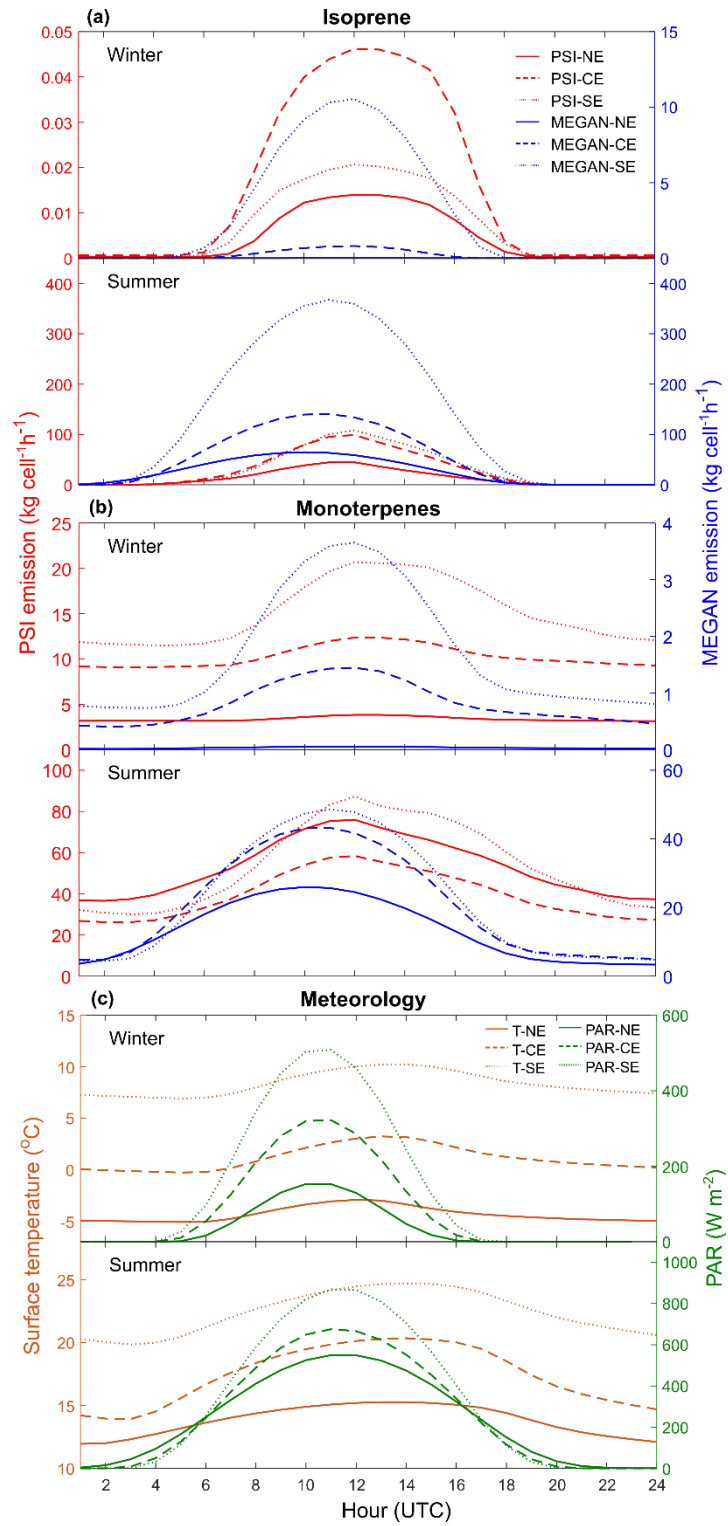 (a) Isoprene
Winter
0.05
0.04
0.03
0.02
0.01
0
15
10
5
0
PSI-NE
PSI-CE
PSI-SE
MEGAN-NE
MEGAN-CE
MEGAN-SE
Summer
400
300
200
100
0
400
300
200
100
0
PSI emission (kg cell⁻¹h⁻¹)
MEGAN emission (kg cell⁻¹h⁻¹)
(b) Monoterpenes
Winter
25
20
15
10
5
0
4
3
2
1
0
Summer
100
80
60
40
20
0
60
40
20
0
(c) Meteorology
Winter
15
10
5
0
-5
600
400
200
0
T-NE PAR-NE
T-CE PAR-CE
T-SE PAR-SE
Surface temperature (⁰C)
PAR (W m⁻²)
Summer
25
20
15
10
1000
800
600
400
200
0
2 4 6 8 10 12 14 16 18 20 22 24
Hour (UTC)